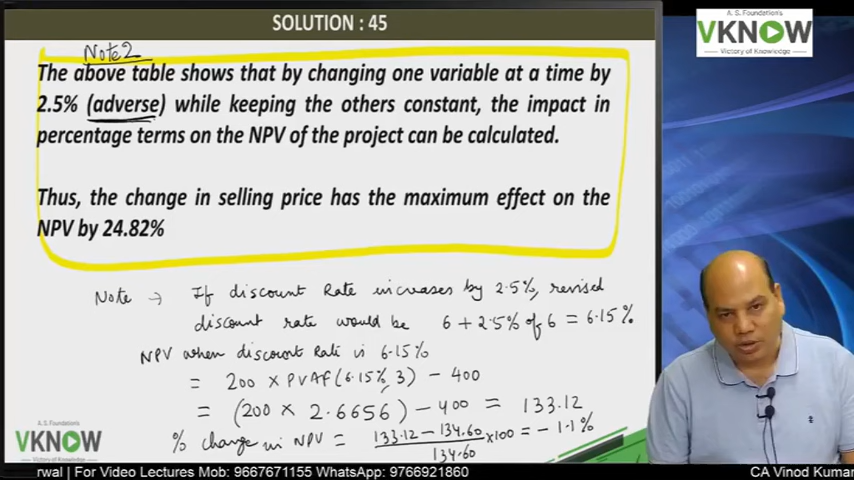 SOLUTION : 45
A. S. Foundation's
VKNOW
Victory of Knowledge
Note 2
The above table shows that by changing one variable at a time by
2.5% (adverse) while keeping the others constant, the impact in
percentage terms on the NPV of the project can be calculated.
Thus, the change in selling price has the maximum effect on the
NPV by 24.82%
Note → If discount Rate increases by 2.5%, revised
discount rate would be 6 + 2.5% of 6 = 6.15%
NPV when discount Rate is 6.15%
= 200 × PVAF (6.15%, 3) - 400
= (200 × 2.6656) - 400 = 133.12
% change in NPV = 133.12 - 134.60 / 134.60 × 100 = - 1.1%
A. S. Foundation's
VKNOW
Victory of Knowledge
rwal | For Video Lectures Mob: 9667671155 WhatsApp: 9766921860
CA Vinod Kumar